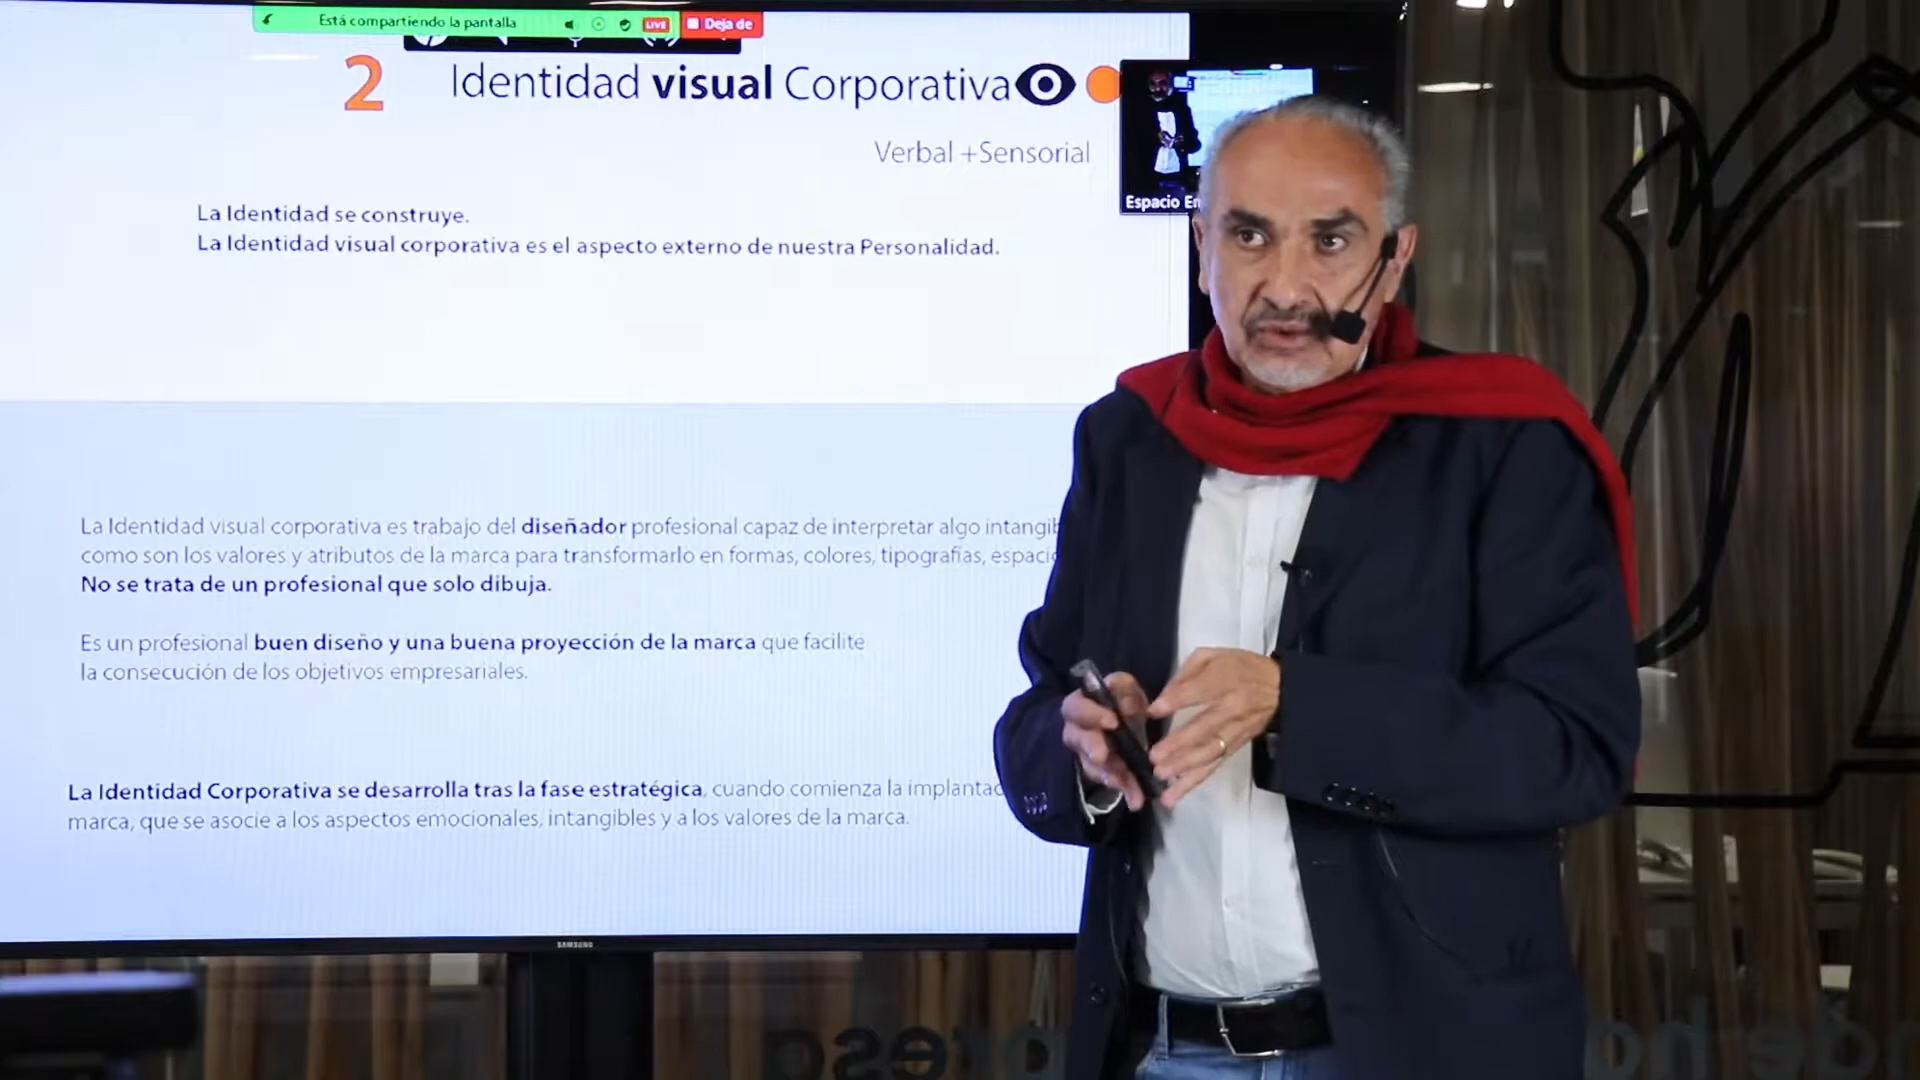 Está compartiendo la pantalla
LIVE
Deja de
2 Identidad visual Corporativa
Verbal +Sensorial
Espacio
La Identidad se construye.
La Identidad visual corporativa es el aspecto externo de nuestra Personalidad.
La Identidad visual corporativa es trabajo del diseñador profesional capaz de interpretar algo
como son los valores y atributos de la marca para transformarlo en formas, colores, tipografías,
No se trata de un profesional que solo dibuja.
Es un profesional buen diseño y una buena proyección de la marca que facilite
la consecución de los objetivos empresariales.
La Identidad Corporativa se desarrolla tras la fase estratégica, cuando comienza la
marca, que se asocie a los aspectos emocionales, intangibles y a los valores de la marca.
SAMSUNG